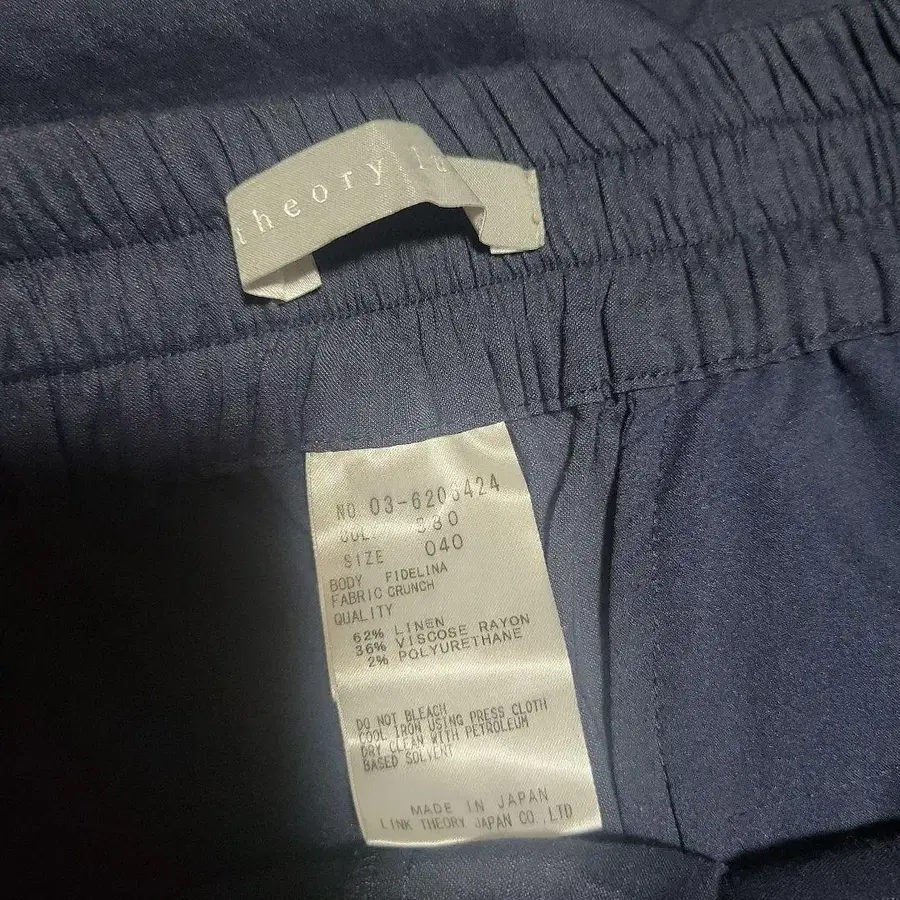 theory lu
NO 03-6206424
COL. 380
SIZE 040
BODY FIDELINA
FABRIC CRUNCH
QUALITY
62% LINEN
36% VISCOSE RAYON
2% POLYURETHANE
DO NOT BLEACH
COOL IRON USING PRESS CLOTH
DRY CLEAN WITH PETROLEUM
BASED SOLVENT
MADE IN JAPAN
LINK THEORY JAPAN CO.,LTD